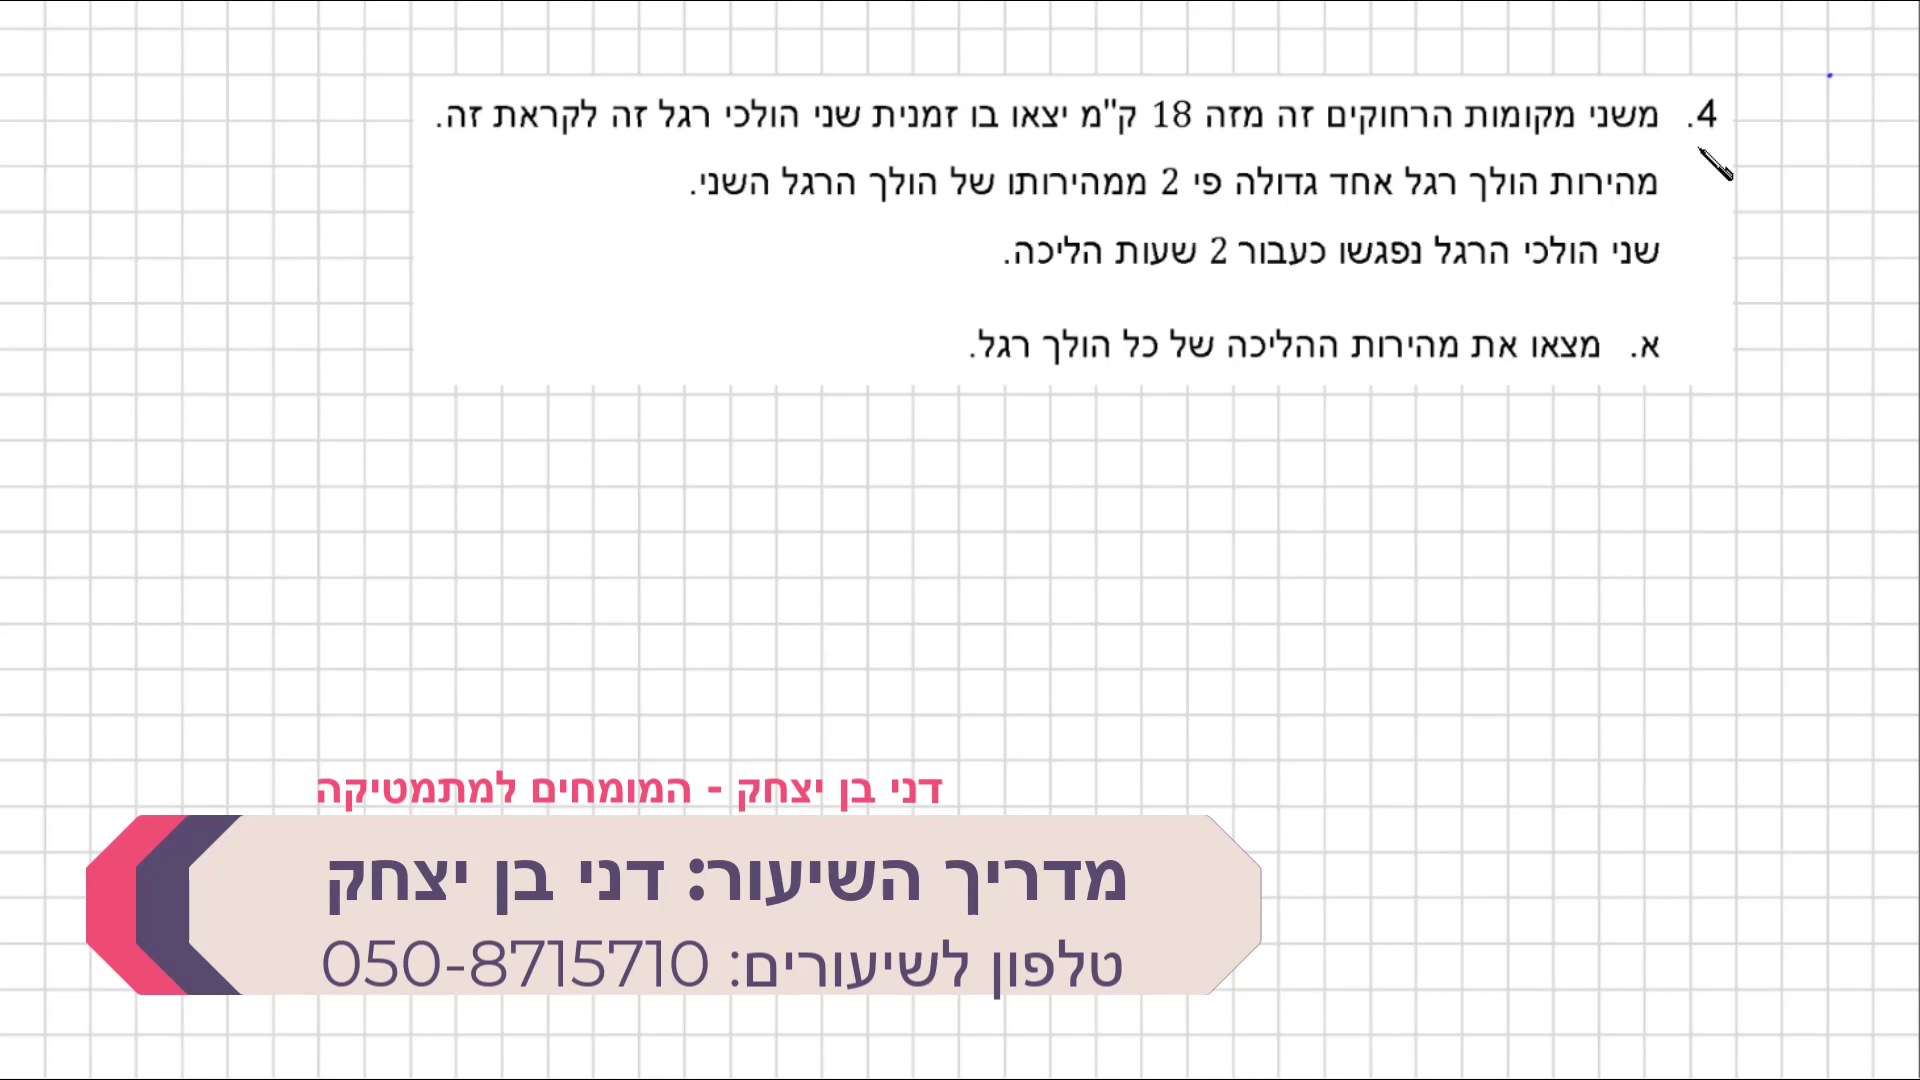 4. משני מקומות הרחוקים זה מזה 18 ק"מ יצאו בו זמנית שני הולכי רגל זה לקראת זה.
מהירות הולך רגל אחד גדולה פי 2 ממהירותו של הולך הרגל השני.
שני הולכי הרגל נפגשו כעבור 2 שעות הליכה.
א. מצאו את מהירות ההליכה של כל הולך רגל.
דני בן יצחק - המומחים למתמטיקה
מדריך השיעור: דני בן יצחק
טלפון לשיעורים: 050-8715710